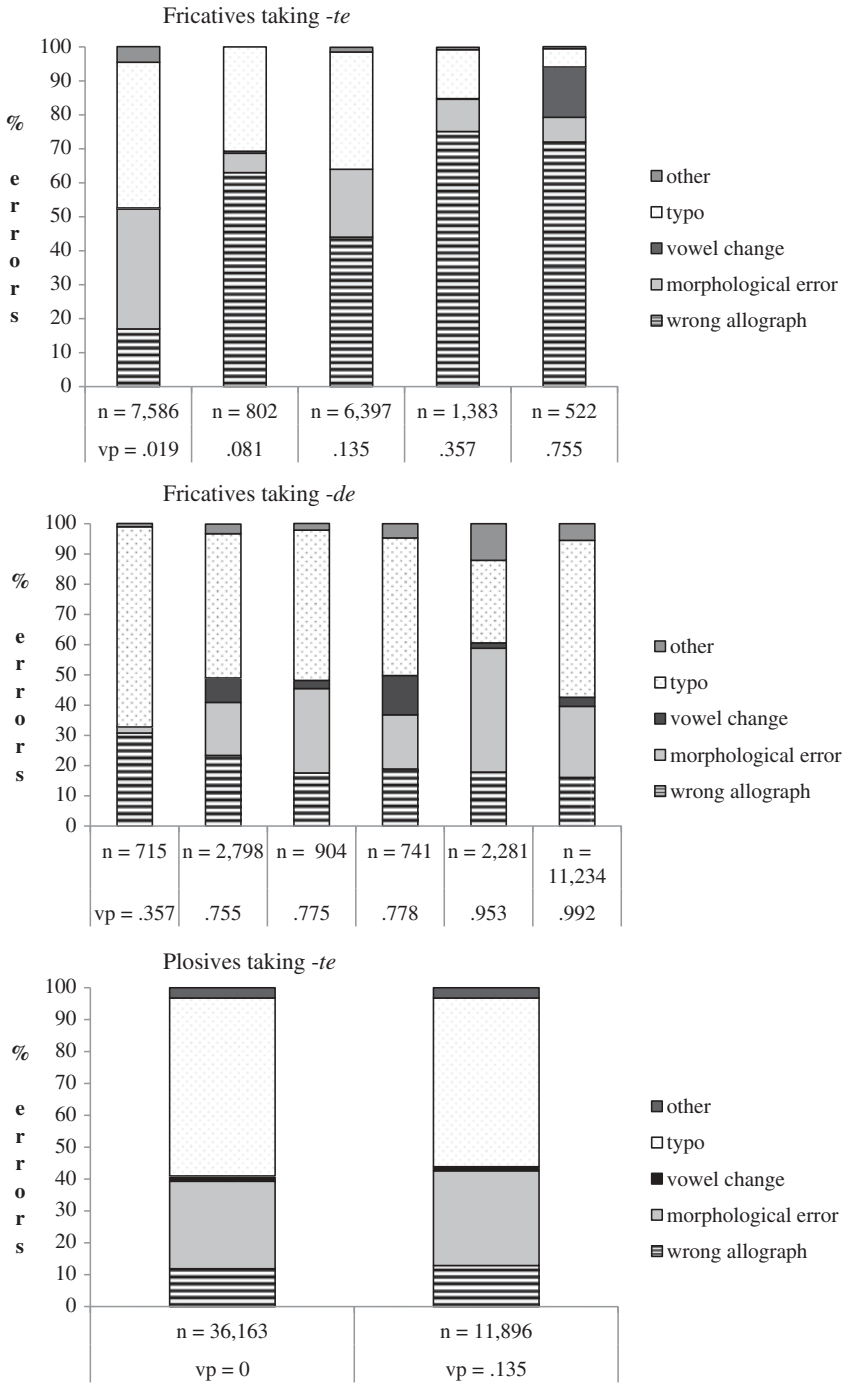 Fricatives taking -te
100
90
80
70
60
50
40
30
20
10
0
% errors
other
typo
vowel change
morphological error
wrong allograph
n = 7,586 n = 802 n = 6,397 n = 1,383 n = 522
vp = .019 .081 .135 .357 .755
Fricatives taking -de
100
90
80
70
60
50
40
30
20
10
0
% errors
other
typo
vowel change
morphological error
wrong allograph
n = 715 n = 2,798 n = 904 n = 741 n = 2,281 n = 11,234
vp = .357 .755 .775 .778 .953 .992
Plosives taking -te
100
90
80
70
60
50
40
30
20
10
0
% errors
other
typo
vowel change
morphological error
wrong allograph
n = 36,163 n = 11,896
vp = 0 vp = .135